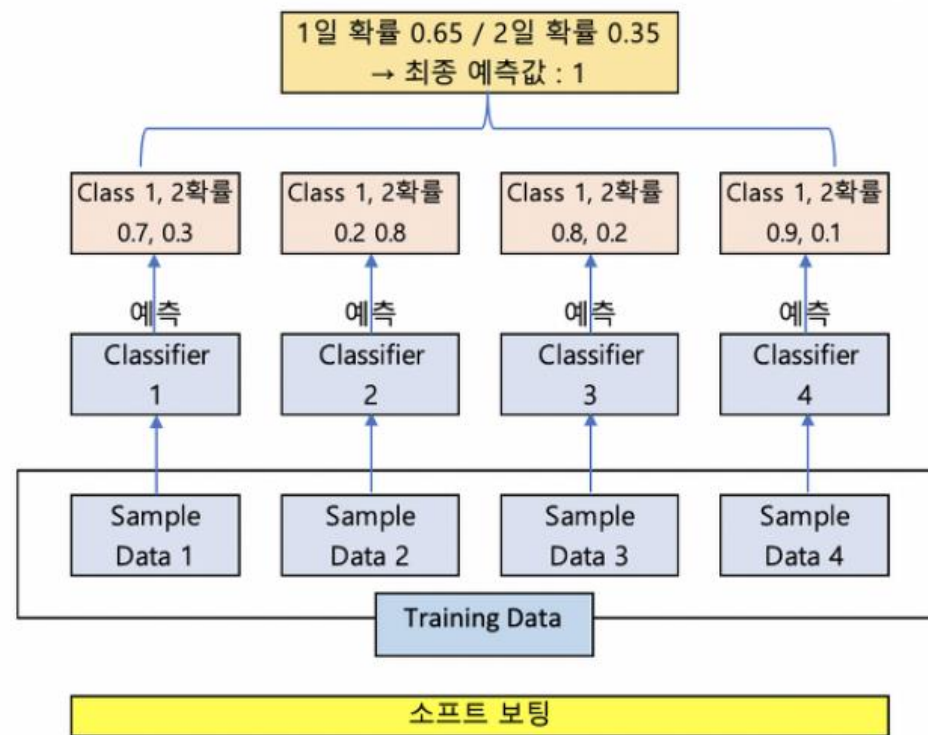 1일 확률 0.65 / 2일 확률 0.35
→ 최종 예측값 : 1
Class 1, 2확률
0.7, 0.3
Class 1, 2확률
0.2 0.8
Class 1, 2확률
0.8, 0.2
Class 1, 2확률
0.9, 0.1
예측
예측
예측
예측
Classifier
1
Classifier
2
Classifier
3
Classifier
4
Sample
Data 1
Sample
Data 2
Sample
Data 3
Sample
Data 4
Training Data
소프트 보팅